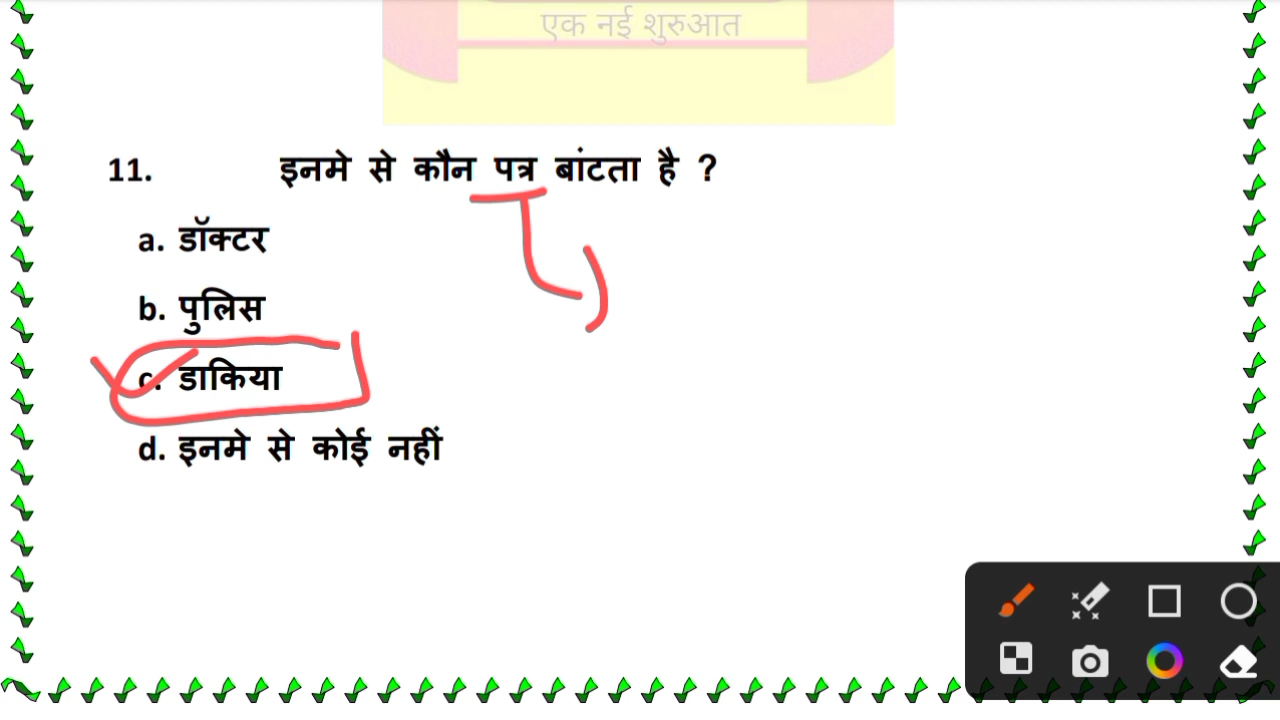 एक नई शुरुआत
11. इनमे से कौन पत्र बांटता है ?
a. डॉक्टर
b. पुलिस
c. डाकिया
d. इनमे से कोई नहीं